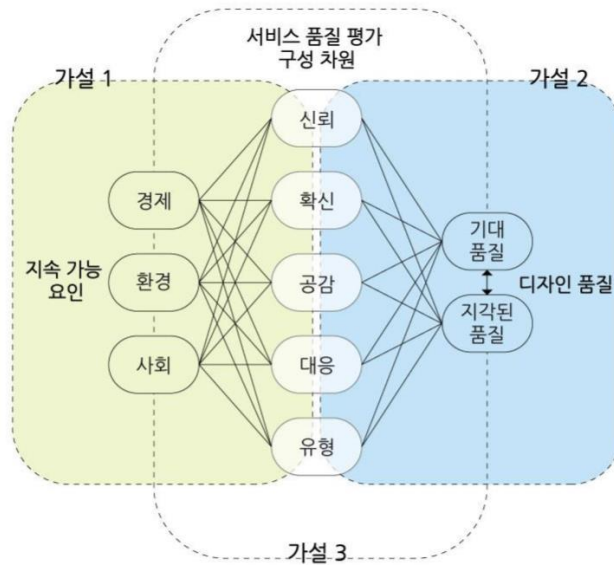 서비스 품질 평가
구성 차원
가설 1
가설 2
신뢰
경제
확신
기대
품질
지속 가능
요인
환경
공감
디자인 품질
지각된
품질
사회
대응
유형
가설 3